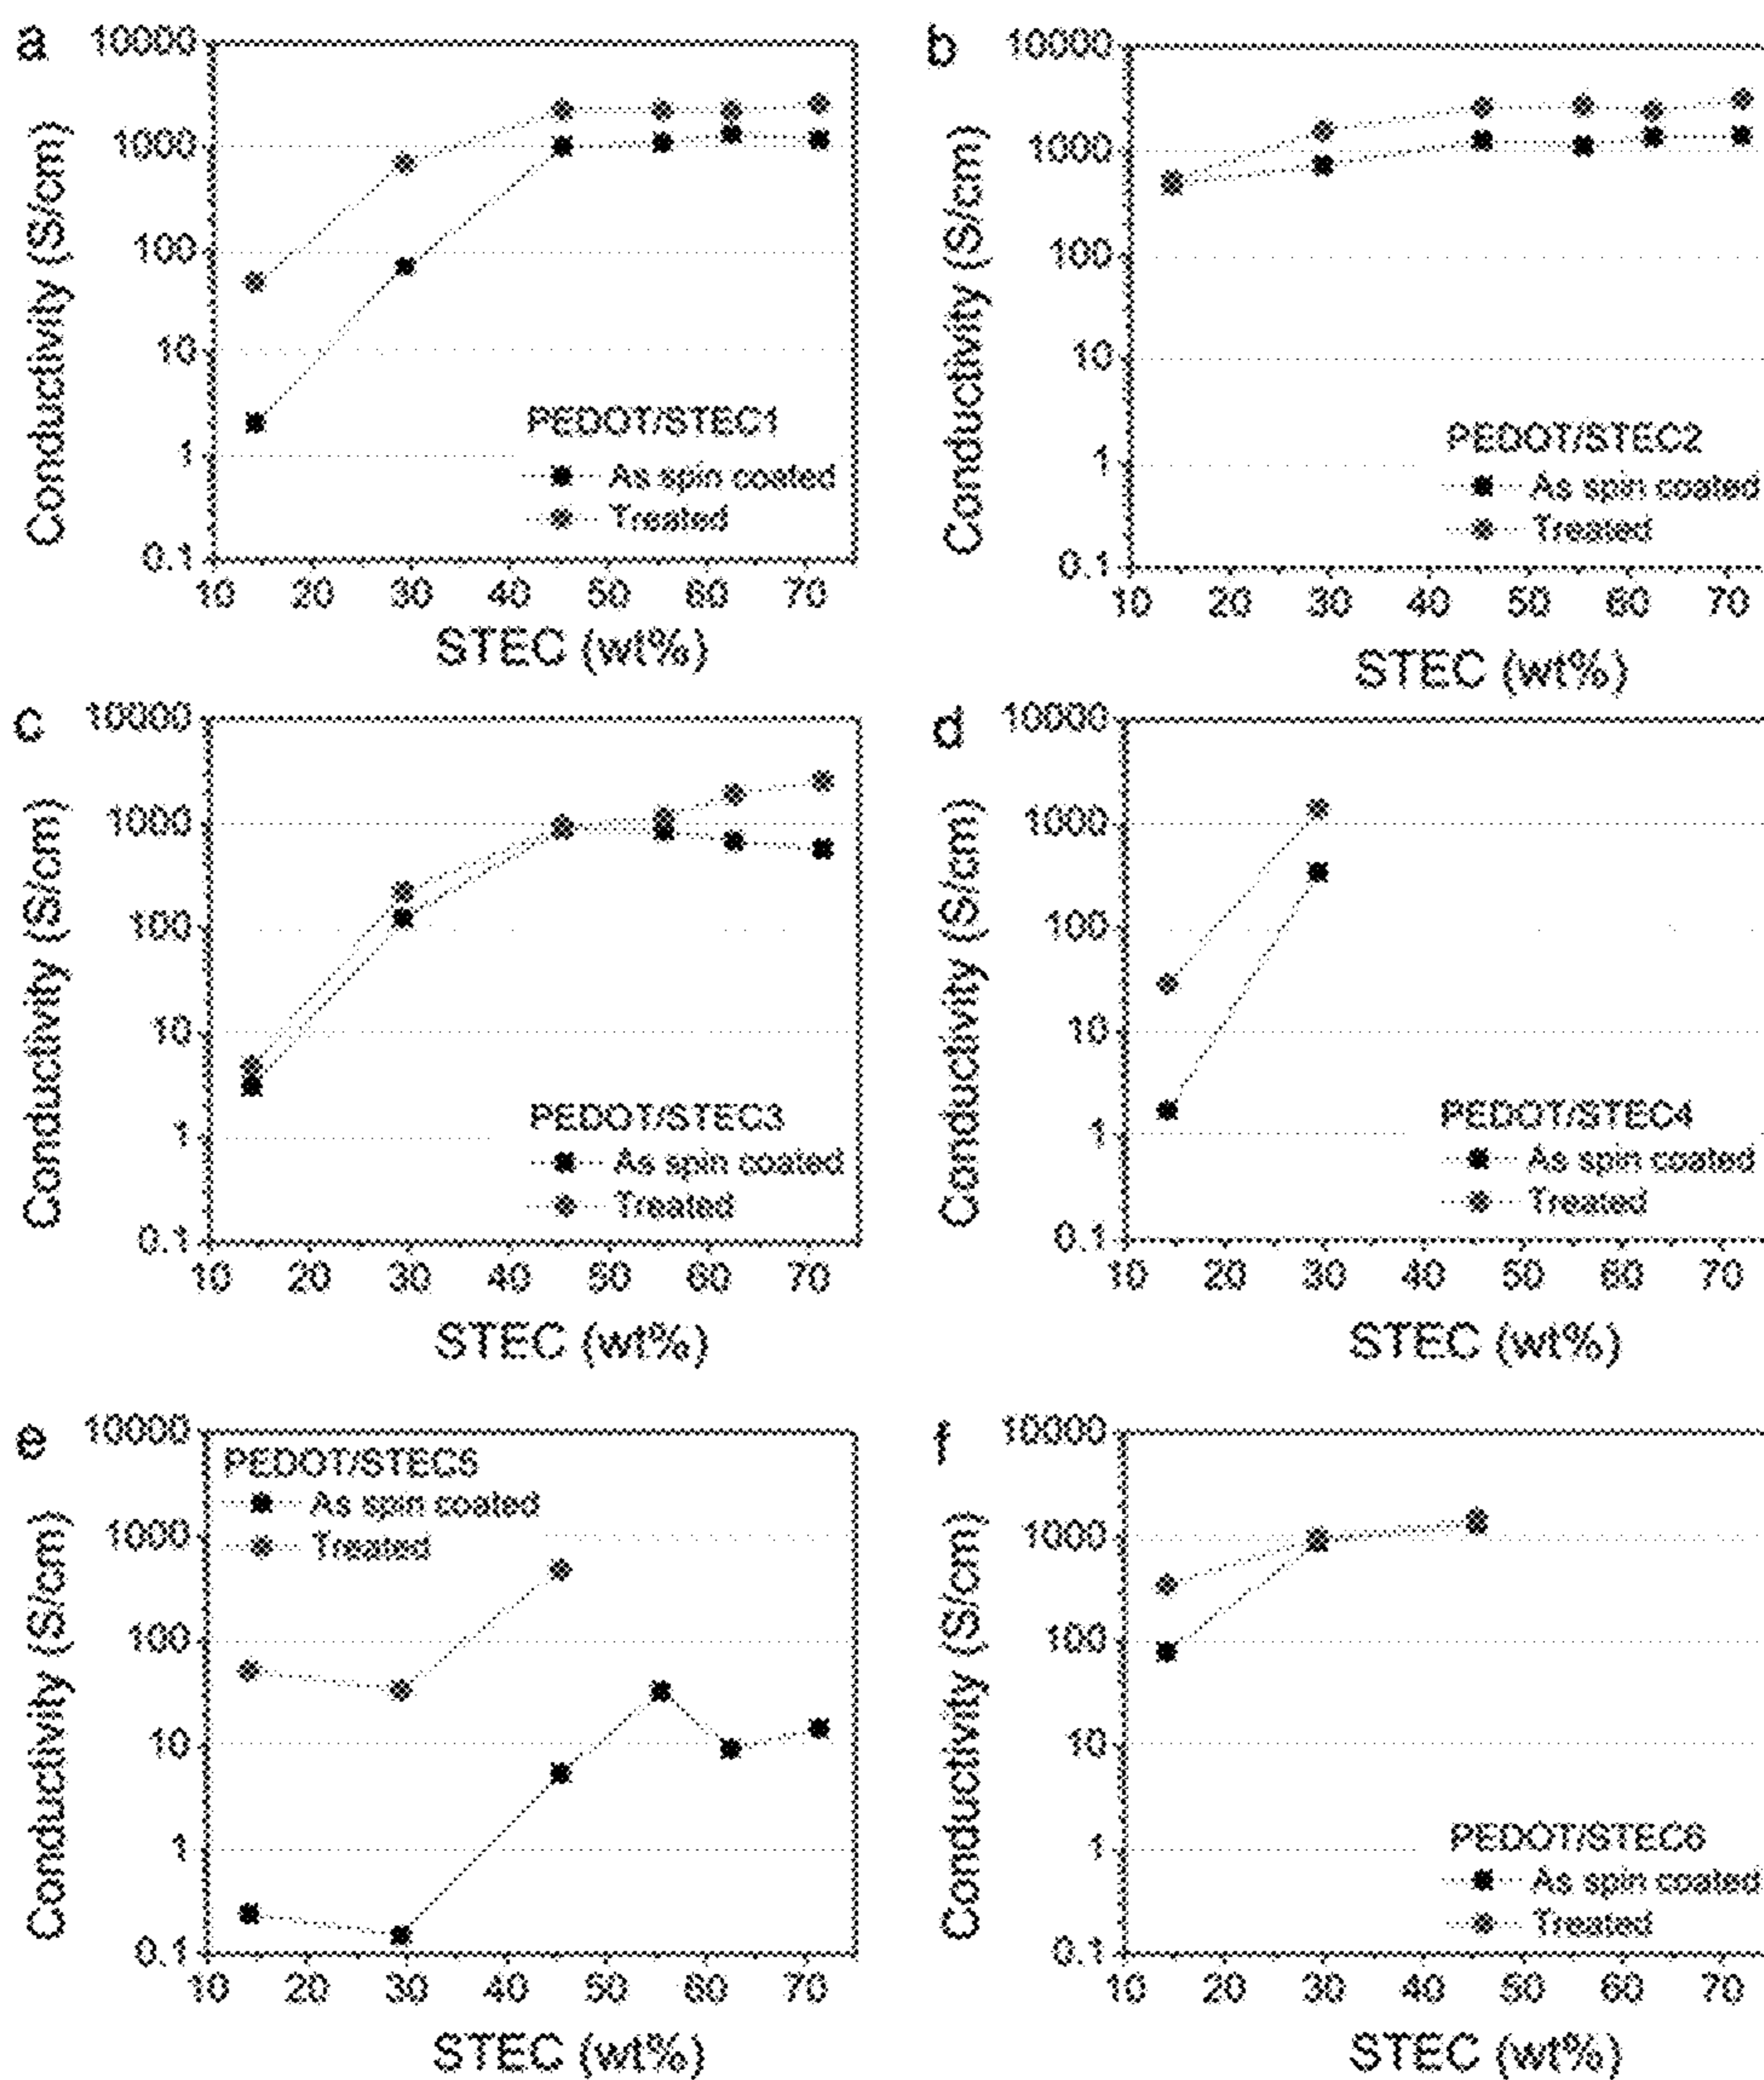 a
10000
1000
100
10
1
0.1
Conductivity (S/cm)
PEDOT/STEC1
As spin coated
Treated
10 20 30 40 50 60 70
STEC (wt%)
b
10000
1000
100
10
1
0.1
Conductivity (S/cm)
PEDOT/STEC2
As spin coated
Treated
10 20 30 40 50 60 70
STEC (wt%)
c
10000
1000
100
10
1
0.1
Conductivity (S/cm)
PEDOT/STEC3
As spin coated
Treated
10 20 30 40 50 60 70
STEC (wt%)
d
10000
1000
100
10
1
0.1
Conductivity (S/cm)
PEDOT/STEC4
As spin coated
Treated
10 20 30 40 50 60 70
STEC (wt%)
e
10000
1000
100
10
1
0.1
Conductivity (S/cm)
PEDOT/STEC5
As spin coated
Treated
10 20 30 40 50 60 70
STEC (wt%)
f
10000
1000
100
10
1
0.1
Conductivity (S/cm)
PEDOT/STEC6
As spin coated
Treated
10 20 30 40 50 60 70
STEC (wt%)